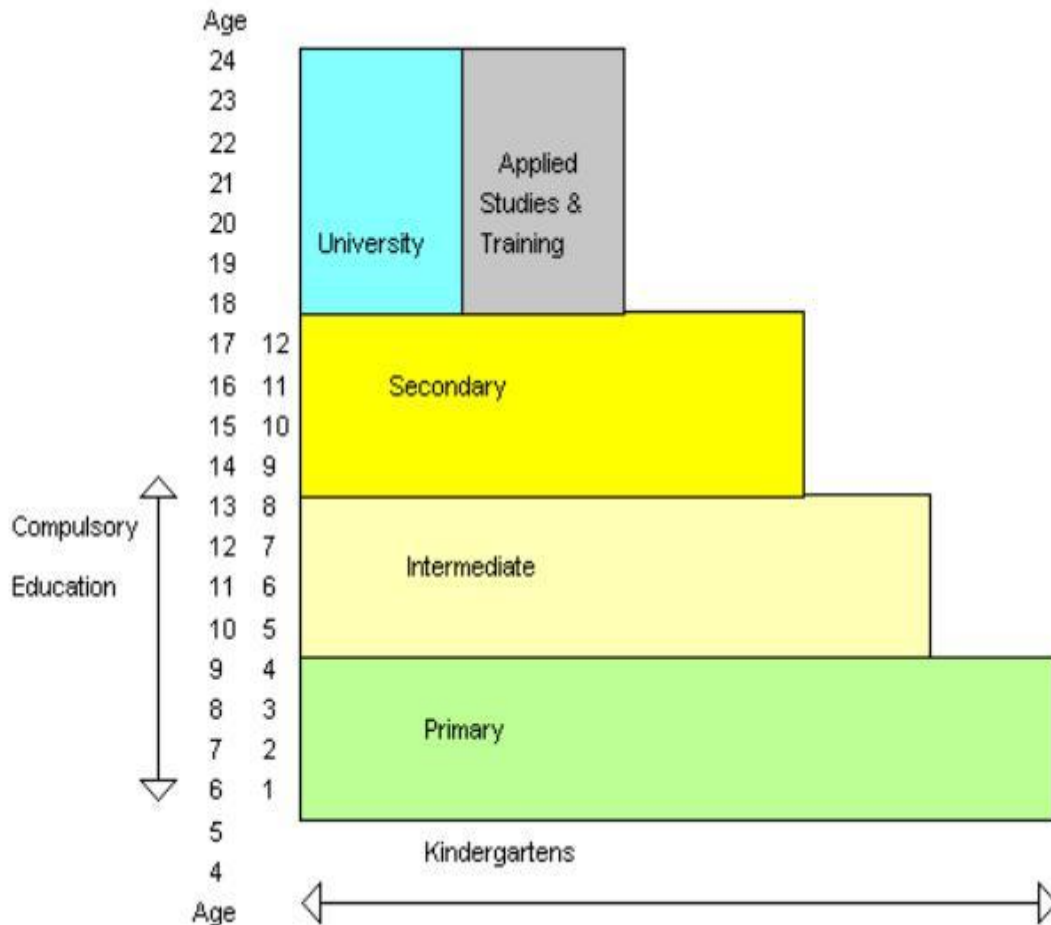 Age
24
23
22
Applied
21
Studies &
20
University
Training
19
18
17 12
Secondary
16 11
15 10
14 9
13 8
Compulsory
12 7
Intermediate
Education
11 6
10 5
9 4
8 3
Primary
7 2
6 1
5
Kindergartens
4
Age